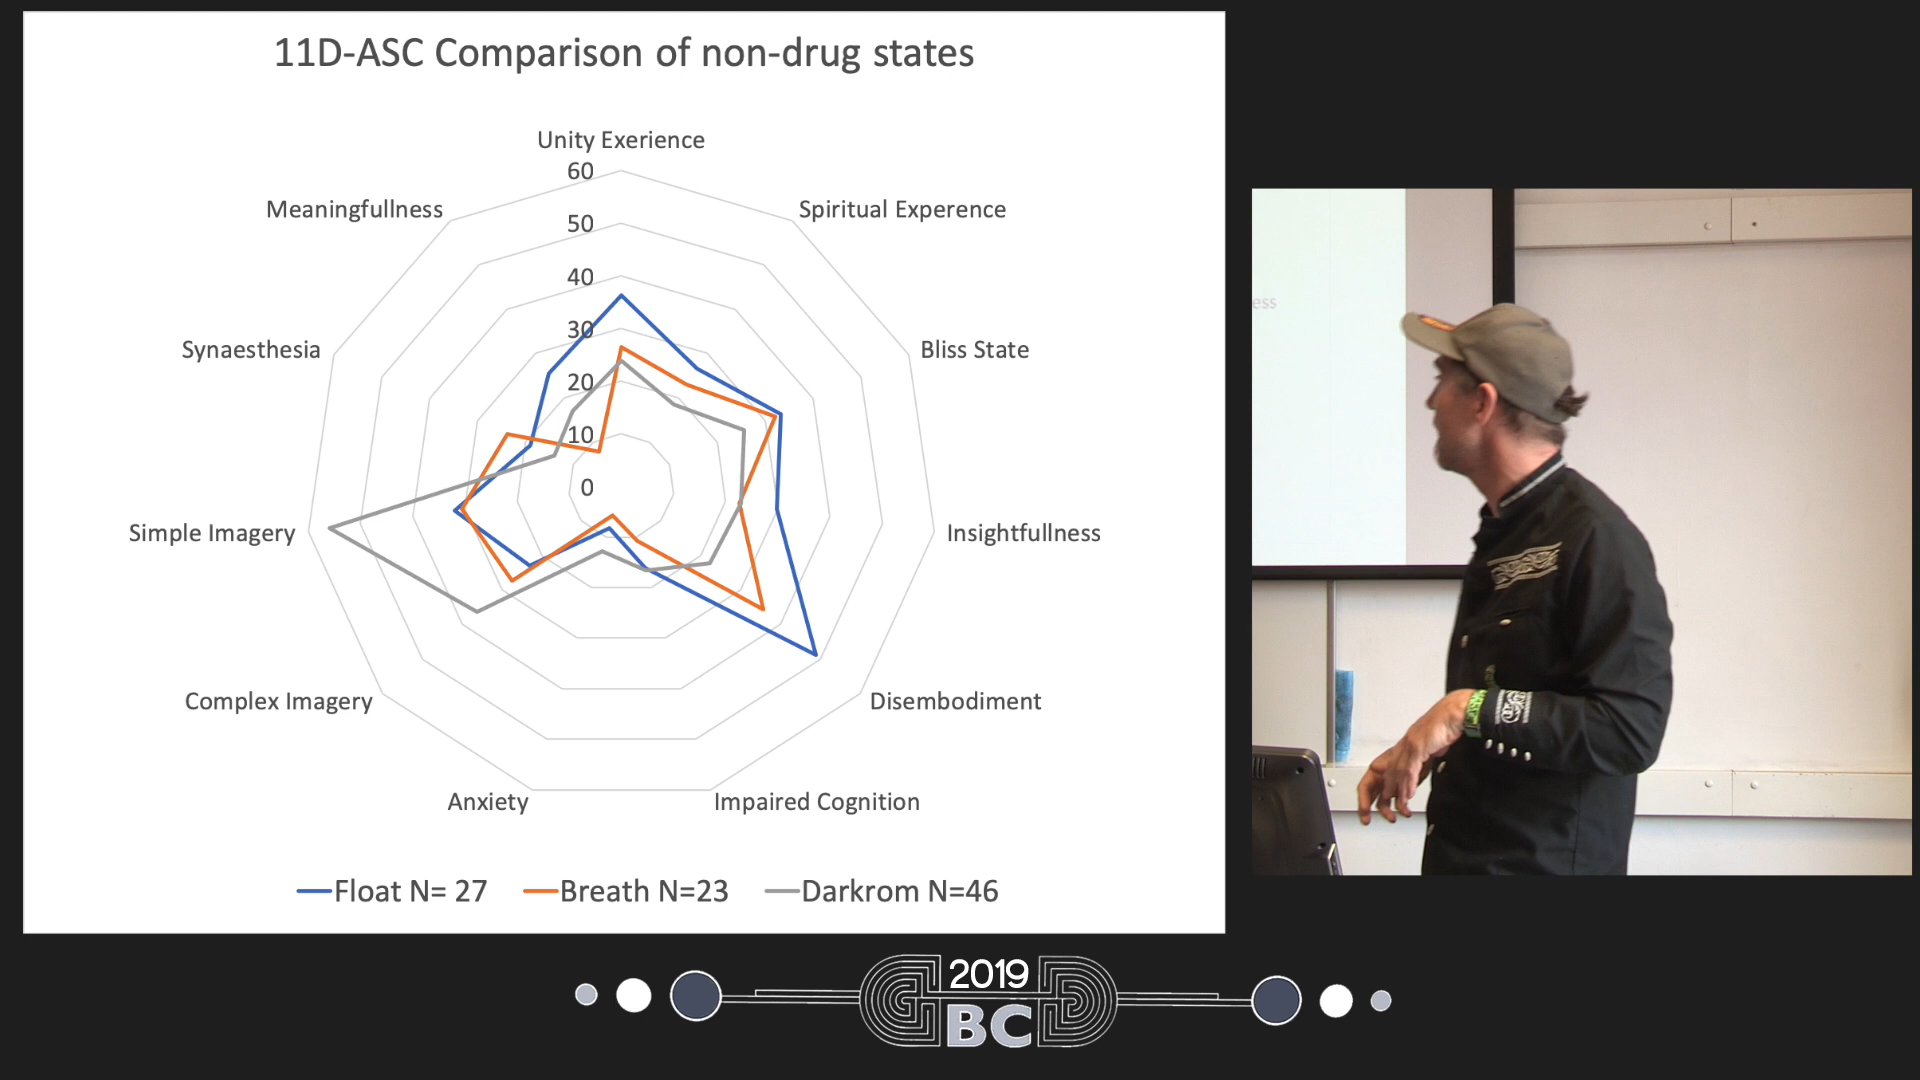 11D-ASC Comparison of non-drug states
Unity Exerience
Spiritual Experence
Bliss State
Insightfullness
Disembodiment
Impaired Cognition
Anxiety
Complex Imagery
Simple Imagery
Synaesthesia
Meaningfullness
60
50
40
30
20
10
0
Float N= 27
Breath N=23
Darkrom N=46
ess
2019
BC